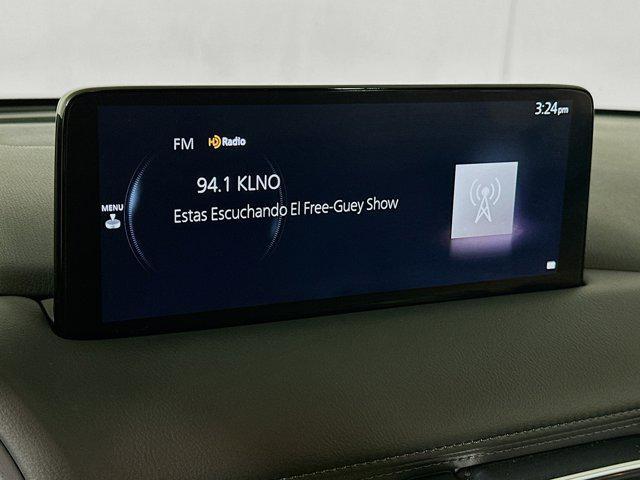 3:24pm
FM HD Radio
94.1 KLNO
MENU
Estas Escuchando El Free-Guey Show